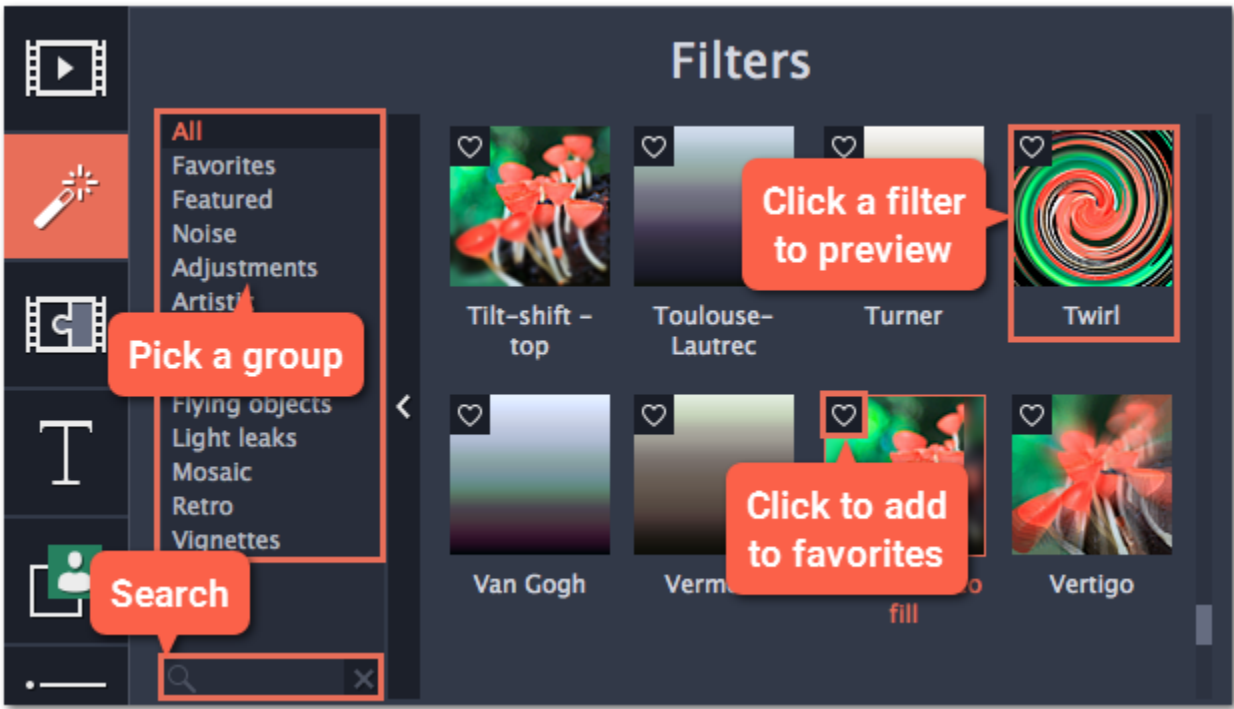 Filters
All
Favorites
Featured
Noise
Adjustments
Pick a group
Flying objects
Light leaks
Mosaic
Retro
Vignettes
Search
Click a filter
to preview
Tilt-shift –
top
Toulouse-
Lautrec
Turner
Twirl
Click to add
to favorites
Van Gogh
fill
Vertigo
T